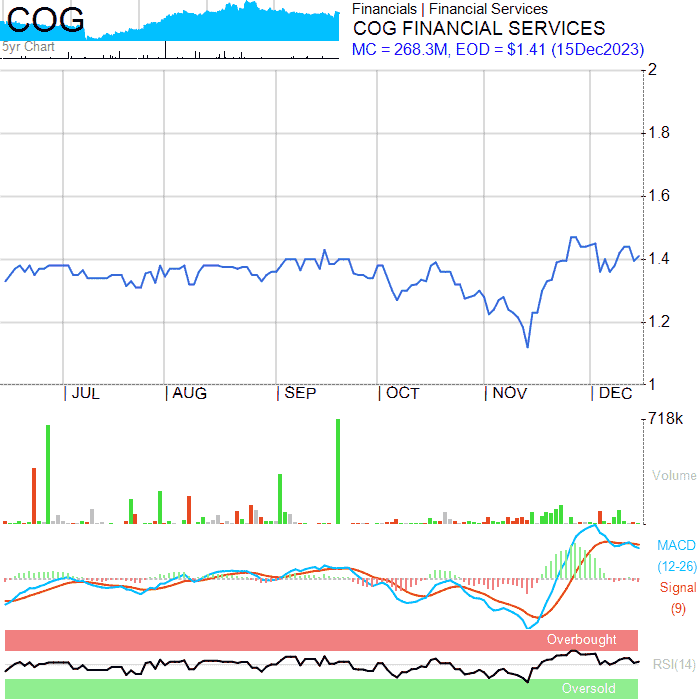 COG
5yr Chart
Financials | Financial Services
COG FINANCIAL SERVICES
MC = 268.3M, EOD = $1.41 (15Dec2023)
2
1.8
1.6
1.4
1.2
1
JUL AUG SEP OCT NOV DEC
718k
Volume
MACD
(12-26)
Signal
(9)
Overbought
RSI(14)
Oversold